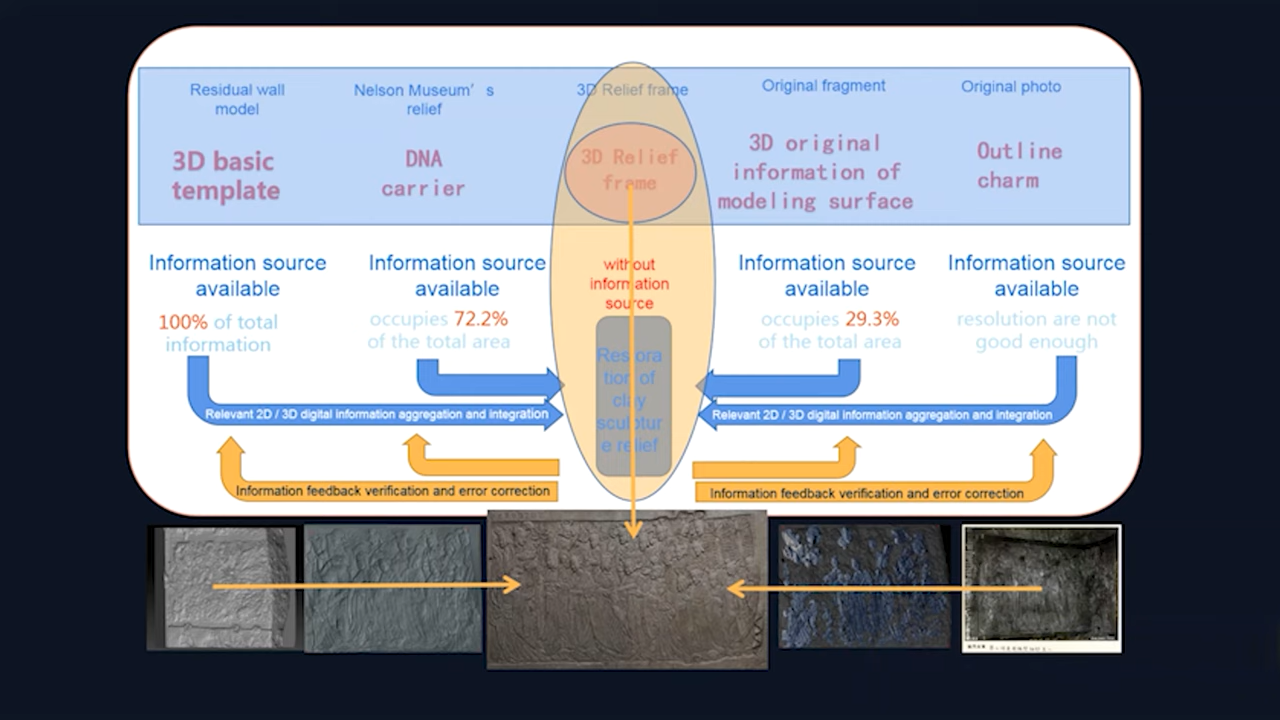 Residual wall
model
Nelson Museum's
relief
3D Relief frame
Original fragment
Original photo
3D basic
template
DNA
carrier
3D Relief
frame
3D original
information of
modeling surface
Outline
charm
Information source
available
100% of total
information
Information source
available
occupies 72.2%
of the total area
without
information
source
Information source
available
occupies 29.3%
of the total area
Information source
available
resolution are not
good enough
Restora
tion of
clay
sculptur
e relief
Relevant 2D / 3D digital information aggregation and integration
Relevant 2D / 3D digital information aggregation and integration
Information feedback verification and error correction
Information feedback verification and error correction